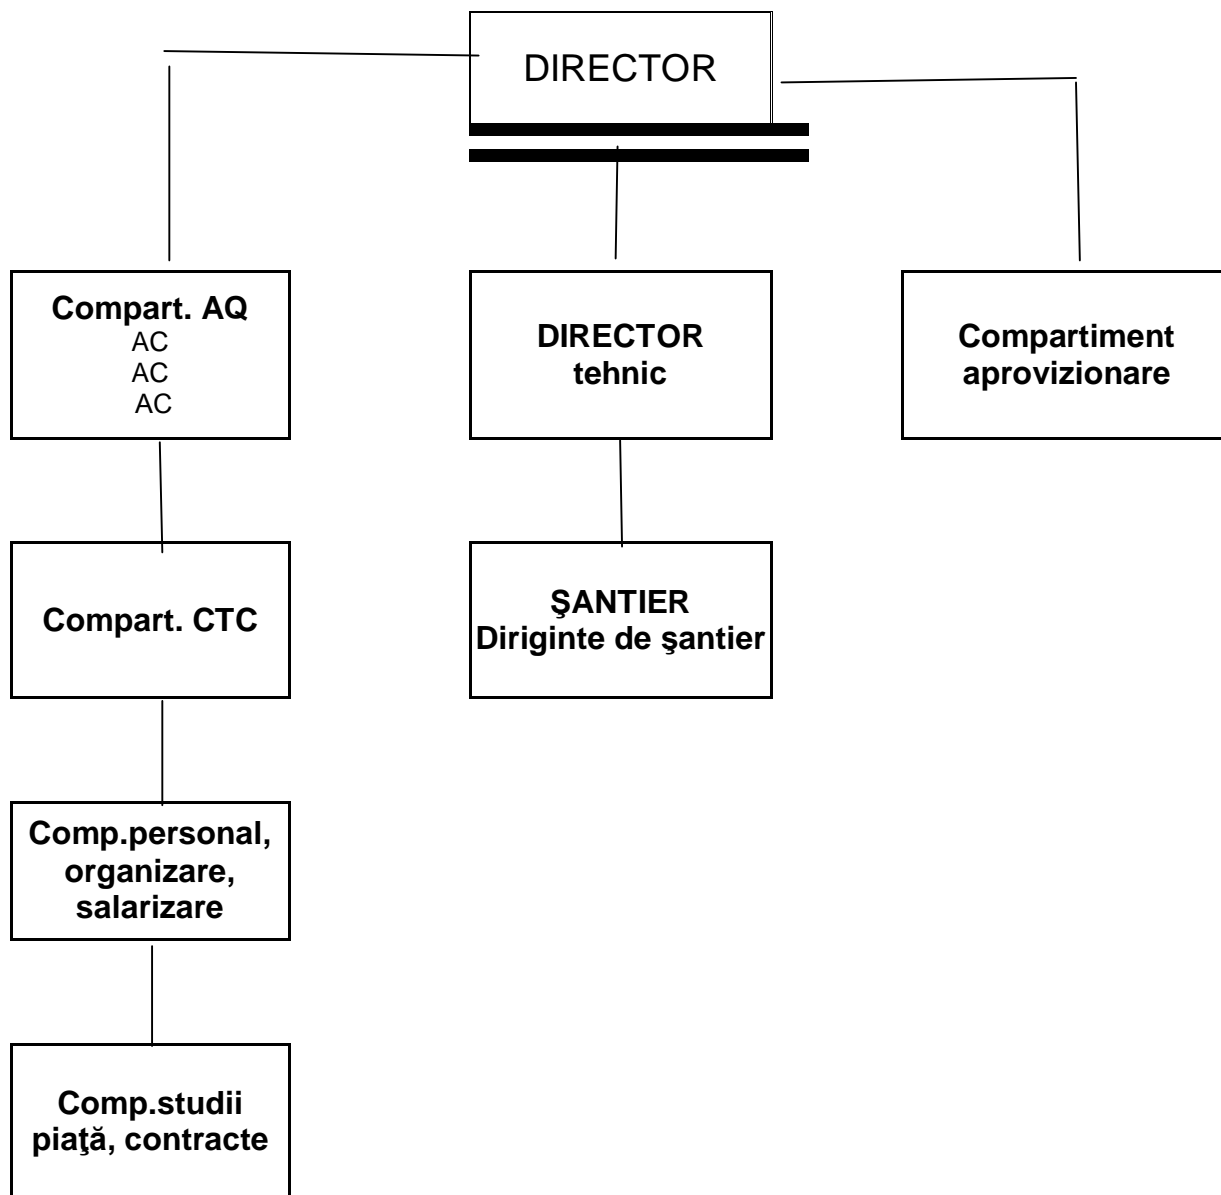 DIRECTOR
Compart. AQ
AC
AC
AC
DIRECTOR
tehnic
Compartiment
aprovizionare
Compart. CTC
ŞANTIER
Diriginte de şantier
Comp.personal,
organizare,
salarizare
Comp.studii
piaţă, contracte